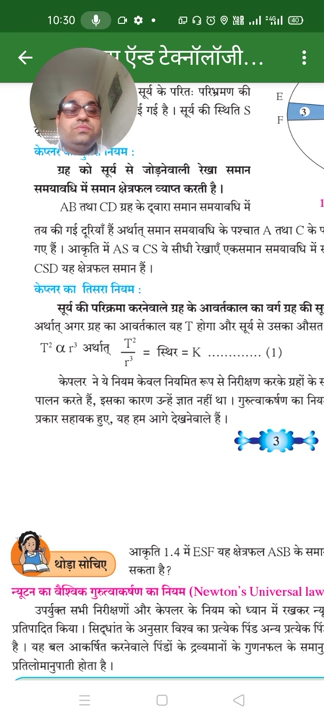 10:30
40
ऍन्ड टेक्नॉलॉजी...
सूर्य के परितः परिभ्रमण की
ई गई है। सूर्य की स्थिति S
E
F
3
नियम :
ग्रह को सूर्य से जोड़नेवाली रेखा समान
समयावधि में समान क्षेत्रफल व्याप्त करती है।
AB तथा CD ग्रह के द्वारा समान समयावधि में
तय की गई दूरियाँ हैं अर्थात् समान समयावधि के पश्चात A तथा C के
गए हैं। आकृति में AS व CS ये सीधी रेखाएँ एकसमान समयावधि में
CSD यह क्षेत्रफल समान हैं।
केप्लर का तिसरा नियम :
सूर्य की परिक्रमा करनेवाले ग्रह के आवर्तकाल का वर्ग ग्रह की
अर्थात् अगर ग्रह का आवर्तकाल यह T होगा और सूर्य से उसका औसत
T² α r³ अर्थात् T²/r³ = स्थिर = K ............. (1)
केपलर ने ये नियम केवल नियमित रूप से निरीक्षण करके ग्रहों के
पालन करते हैं, इसका कारण उन्हें ज्ञात नहीं था। गुरुत्वाकर्षण का
प्रकार सहायक हुए, यह हम आगे देखनेवाले हैं।
3
थोड़ा सोचिए
आकृति 1.4 में ESF यह क्षेत्रफल ASB के
सकता है?
न्यूटन का वैश्विक गुरुत्वाकर्षण का नियम (Newton's Universal
उपर्युक्त सभी निरीक्षणों और केपलर के नियम को ध्यान में रखकर
प्रतिपादित किया। सिद्धांत के अनुसार विश्व का प्रत्येक पिंड अन्य प्रत्येक
है। यह बल आकर्षित करनेवाले पिंडों के द्रव्यमानों के गुणनफल के
प्रतिलोमानुपाती होता है।